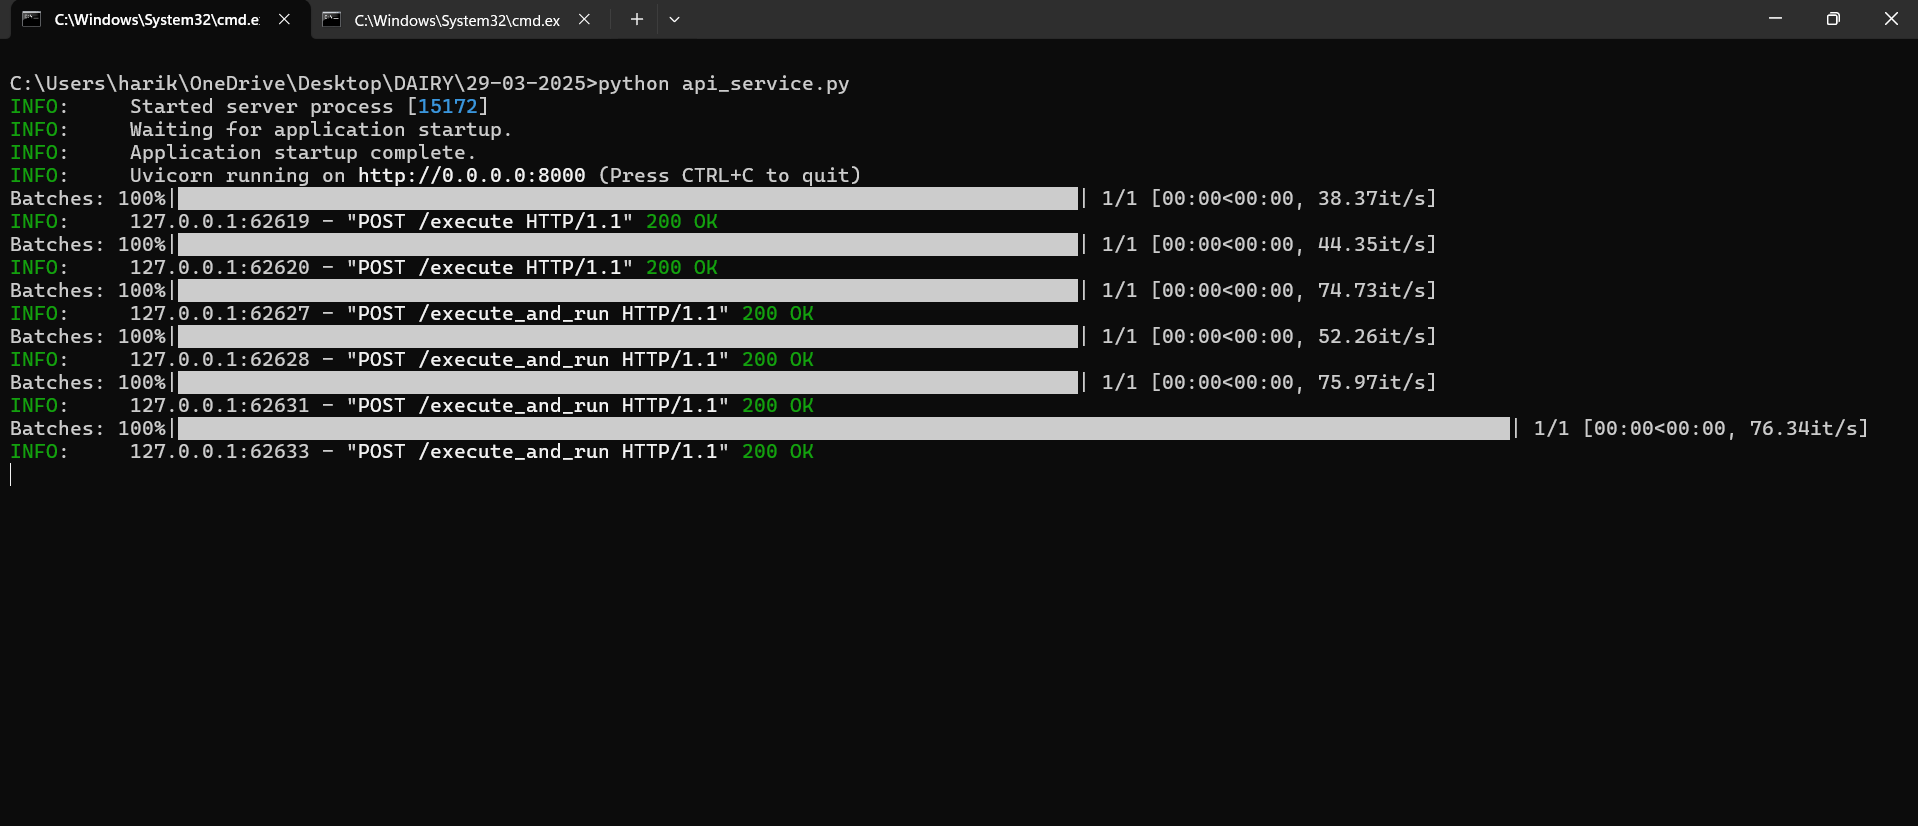 C:\Windows\System32\cmd.e
C:\Windows\System32\cmd.ex
C:\Users\harik\OneDrive\Desktop\DAIRY\29-03-2025>python api_service.py
INFO:     Started server process [15172]
INFO:     Waiting for application startup.
INFO:     Application startup complete.
INFO:     Uvicorn running on http://0.0.0.0:8000 (Press CTRL+C to quit)
Batches: 100%|| 1/1 [00:00<00:00, 38.37it/s]
INFO:     127.0.0.1:62619 - "POST /execute HTTP/1.1" 200 OK
Batches: 100%|| 1/1 [00:00<00:00, 44.35it/s]
INFO:     127.0.0.1:62620 - "POST /execute HTTP/1.1" 200 OK
Batches: 100%|| 1/1 [00:00<00:00, 74.73it/s]
INFO:     127.0.0.1:62627 - "POST /execute_and_run HTTP/1.1" 200 OK
Batches: 100%|| 1/1 [00:00<00:00, 52.26it/s]
INFO:     127.0.0.1:62628 - "POST /execute_and_run HTTP/1.1" 200 OK
Batches: 100%|| 1/1 [00:00<00:00, 75.97it/s]
INFO:     127.0.0.1:62631 - "POST /execute_and_run HTTP/1.1" 200 OK
Batches: 100%|| 1/1 [00:00<00:00, 76.34it/s]
INFO:     127.0.0.1:62633 - "POST /execute_and_run HTTP/1.1" 200 OK